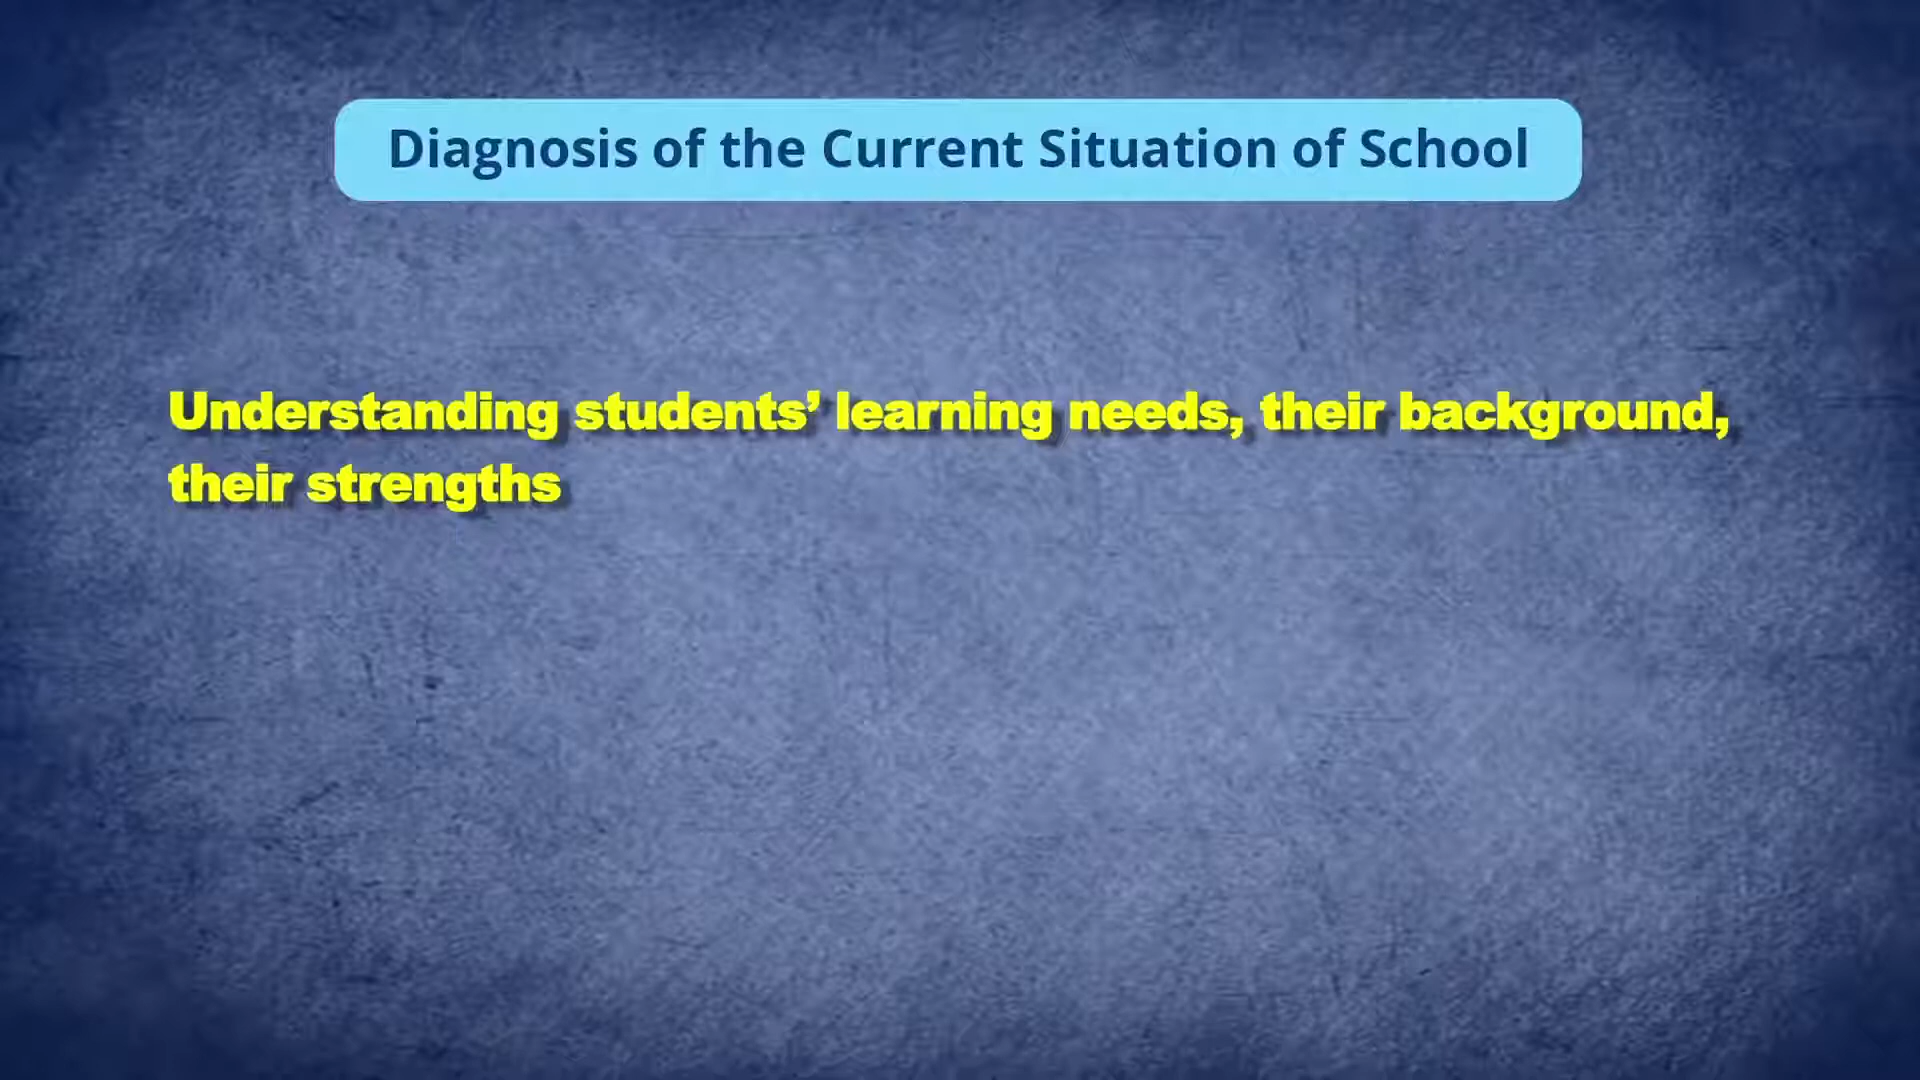 Diagnosis of the Current Situation of School
Understanding students’ learning needs, their background,
their strengths